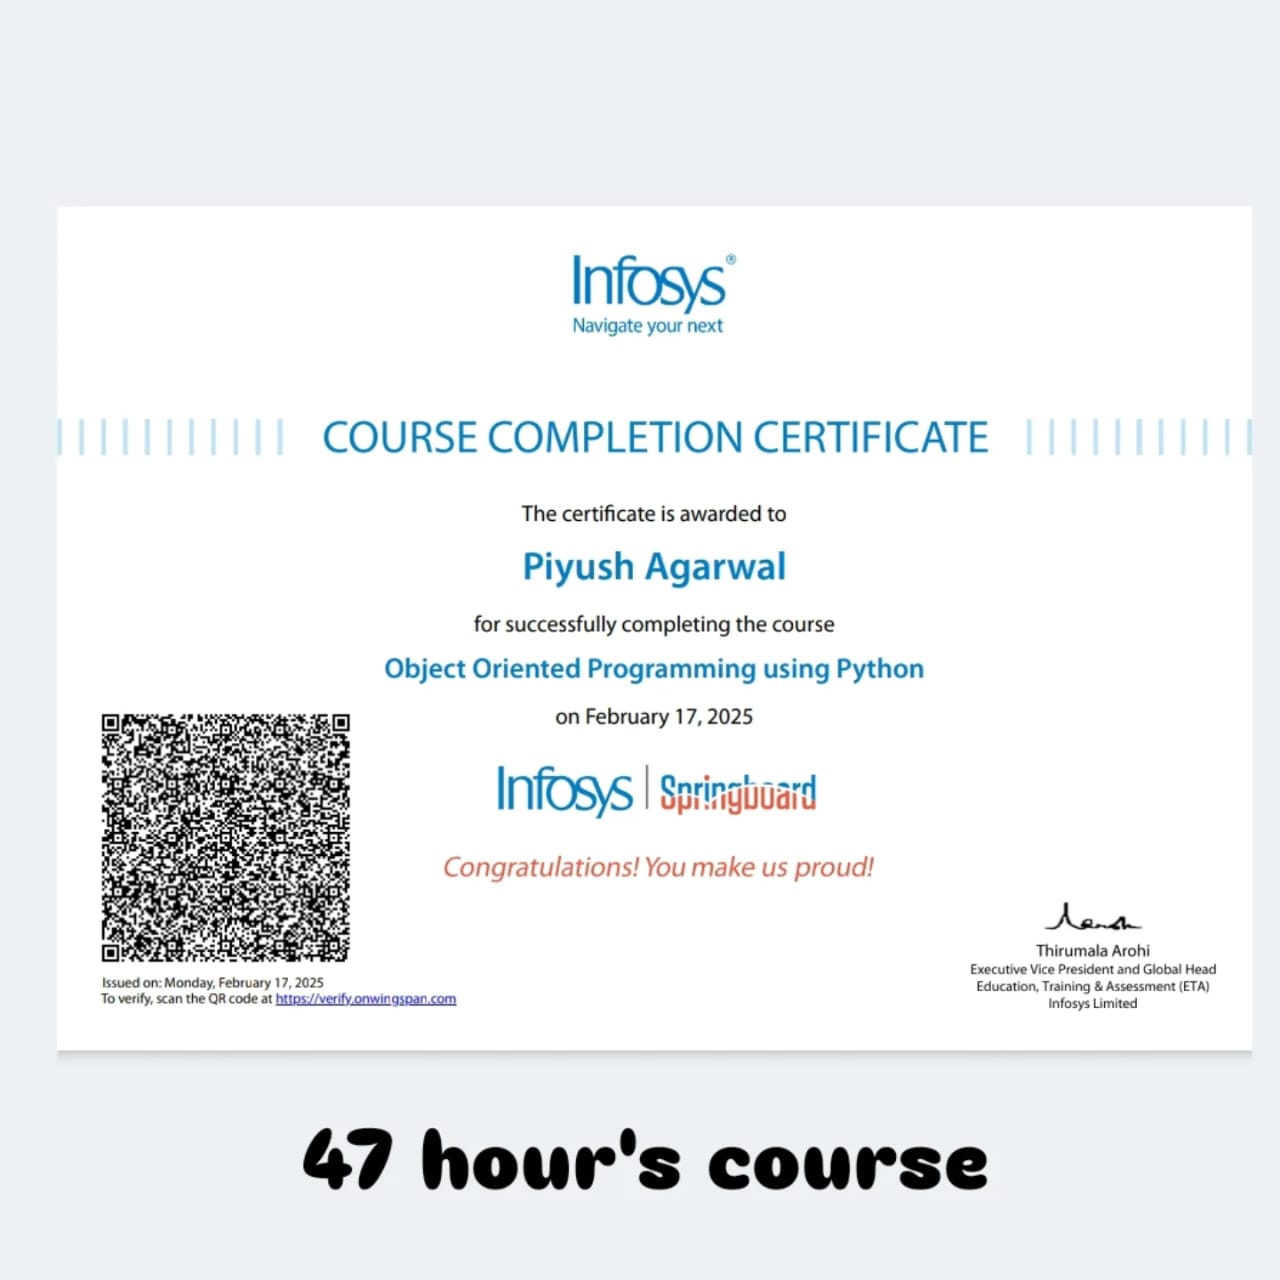 Infosys®
Navigate your next
COURSE COMPLETION CERTIFICATE
The certificate is awarded to
Piyush Agarwal
for successfully completing the course
Object Oriented Programming using Python
on February 17, 2025
Infosys | Springboard
Congratulations! You make us proud!
Issued on: Monday, February 17, 2025
To verify, scan the QR code at https://verify.onwingspan.com
Thirumala Arohi
Executive Vice President and Global Head
Education, Training & Assessment (ETA)
Infosys Limited
47 hour's course